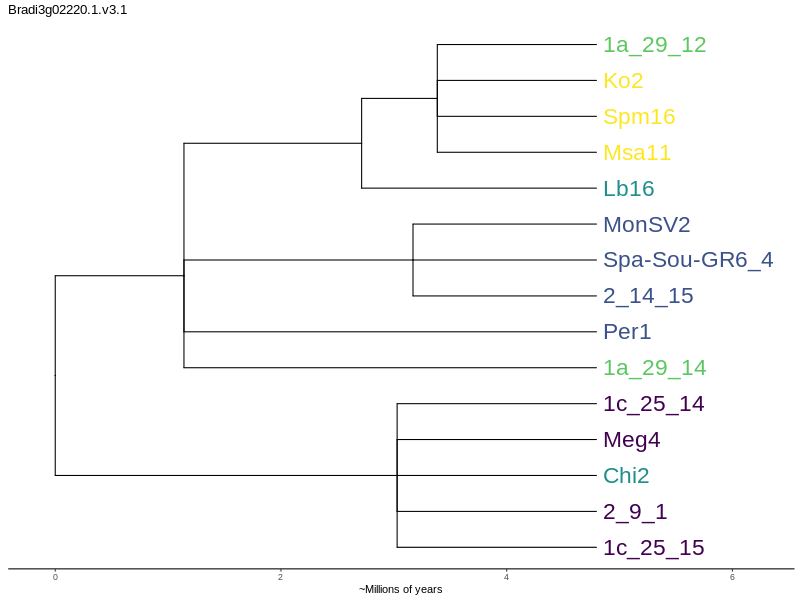 Bradi3g02220.1.v3.1
1a_29_12
Ko2
Spm16
Msa11
Lb16
MonSV2
Spa-Sou-GR6_4
2_14_15
Per1
1a_29_14
1c_25_14
Meg4
Chi2
2_9_1
1c_25_15
0 2 4 6
~Millions of years